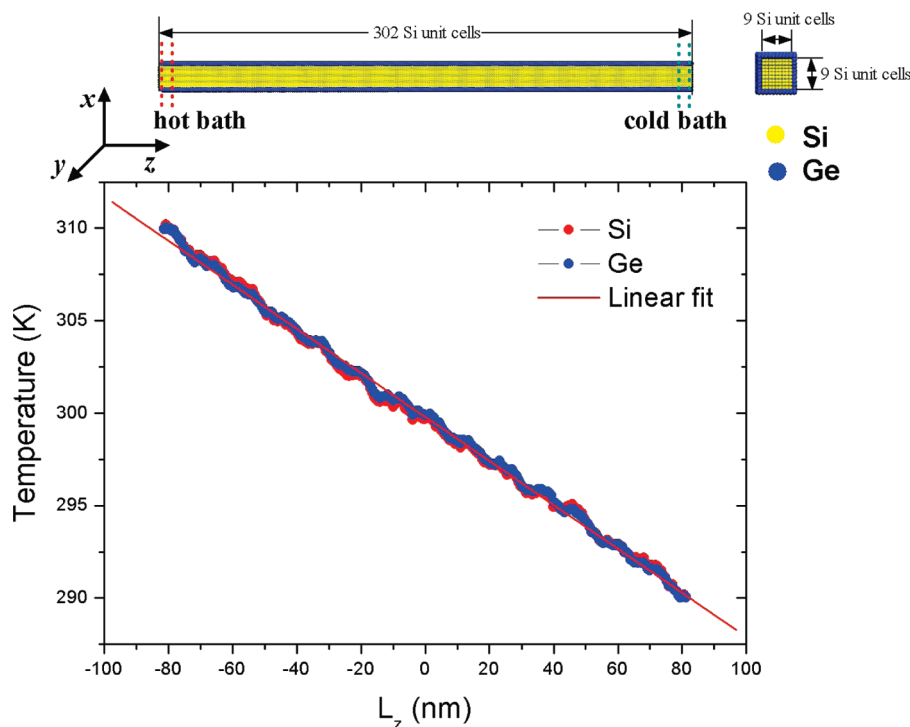 302 Si unit cells
9 Si unit cells
9 Si unit cells
hot bath
cold bath
x
y
z
Si
Ge
Si
Ge
Linear fit
Temperature (K)
310
305
300
295
290
-100 -80 -60 -40 -20 0 20 40 60 80 100
L_z (nm)